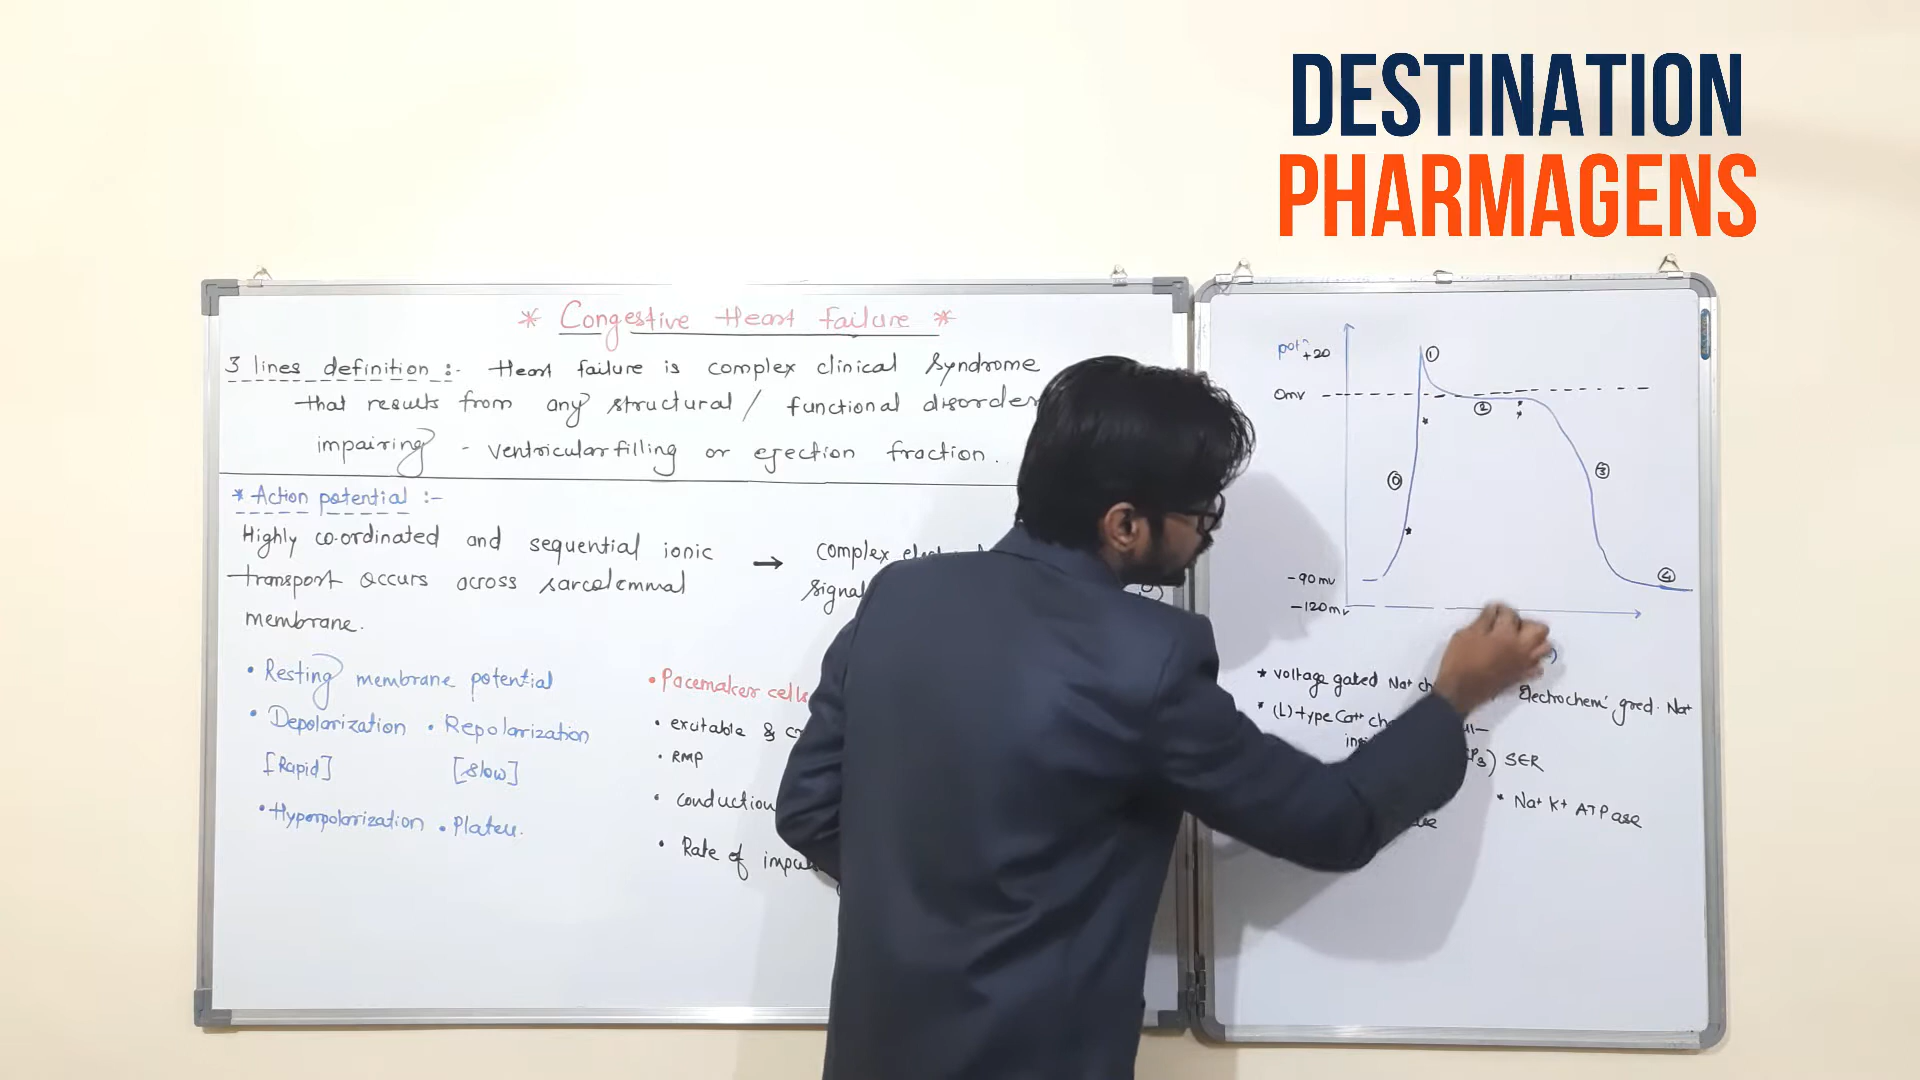 DESTINATION
PHARMAGENS
* Congestive Heart Failure *
3 lines definition :- Heart failure is complex clinical syndrome
that results from any structural / functional disorder
impairing - ventricular filling or ejection fraction.
* Action potential :-
Highly co-ordinated and sequential ionic
transport occurs across sarcolemmal
membrane.
→ complex
signal
• Resting membrane potential
• Depolarization • Repolarization
[Rapid] [slow]
• Hyperpolarization • Plateu.
• Pacemaker cells
• excitable &
• RMP
• conduction
• Rate of
potⁿ +20
0mv
-90mv
-120mv
①
②
⓪
③
④
* voltage gated Na+
Electrochem' gred. Na+
* (L)-type Ca++
SER
* Na+ K+ ATPase